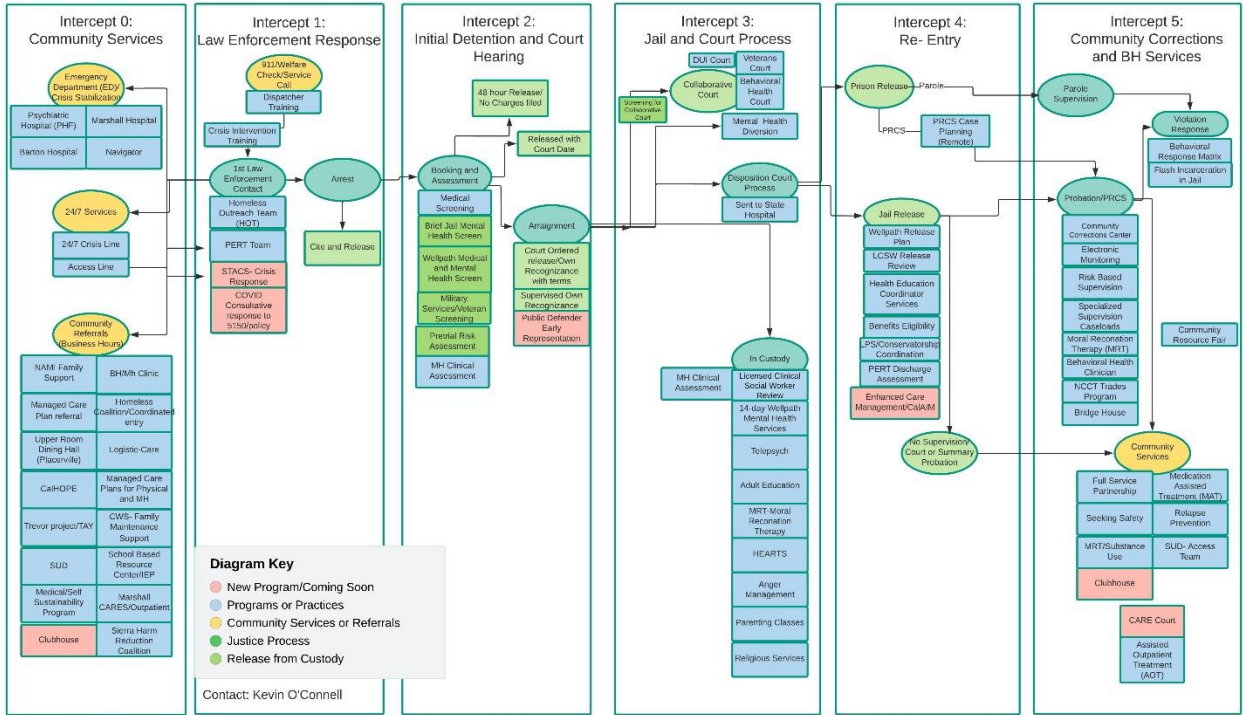 Intercept 0:
Community Services
Emergency
Department (ED)/
Crisis Stabilization
Psychiatric
Hospital (PHF)
Marshall Hospital
Barton Hospital
Navigator
24/7 Services
24/7 Crisis Line
Access Line
Community
Referrals
(Business Hours)
NAMI Family
Support
BH/Mh Clinic
Managed Care
Plan referral
Homeless
Coalition/Coordinated
entry
Upper Room
Dining Hall
(Placerville)
Logistic-Care
CalHOPE
Managed Care
Plans for Physical
and MH
Trevor project/TAY
CWS- Family
Maintenance
Support
SUD
School Based
Resource
Center/IEP
Medical/Self
Sustainability
Program
Marshall
CARES/Outpatient
Clubhouse
Sierra Harm
Reduction
Coalition
Intercept 1:
Law Enforcement Response
911/Welfare
Check/Service
Call
Dispatcher
Training
Crisis Intervention
Training
1st Law
Enforcement
Contact
Arrest
Homeless
Outreach Team
(HOT)
PERT Team
STACS- Crisis
Response
COVID
Consultative
response to
5150/policy
Cite and Release
Diagram Key
New Program/Coming Soon
Programs or Practices
Community Services or Referrals
Justice Process
Release from Custody
Contact: Kevin O'Connell
Intercept 2:
Initial Detention and Court
Hearing
48 hour Release/
No Charges filed
Released with
Court Date
Booking and
Assessment
Medical
Screening
Brief Jail Mental
Health Screen
Wellpath Medical
and Mental
Health Screen
Military
Services/Veteran
Screening
Pretrial Risk
Assessment
MH Clinical
Assessment
Arraignment
Court Ordered
release/Own
Recognizance
with terms
Supervised Own
Recognizance
Public Defender
Early
Representation
Intercept 3:
Jail and Court Process
DUI Court
Veterans
Court
Collaborative
Court
Behavioral
Health Court
Screening for
Collaborative
Court
Mental Health
Diversion
Disposition Court
Process
Sent to State
Hospital
In Custody
MH Clinical
Assessment
Licensed Clinical
Social Worker
Review
14-day Wellpath
Mental Health
Services
Telepsych
Adult Education
MRT-Moral
Reconation
Therapy
HEARTS
Anger
Management
Parenting Classes
Religious Services
Intercept 4:
Re- Entry
Prison Release
Parole
PRCS
PRCS Case
Planning
(Remote)
Jail Release
Wellpath Release
Plan
LCSW Release
Review
Health Education
Coordinator
Services
Benefits Eligibility
LPS/Conservatorship
Coordination
PERT Discharge
Assessment
Enhanced Care
Management/CalAIM
No Supervision/
Court or Summary
Probation
Intercept 5:
Community Corrections
and BH Services
Parole
Supervision
Violation
Response
Behavioral
Response Matrix
Flash Incarceration
in Jail
Probation/PRCS
Community
Corrections Center
Electronic
Monitoring
Risk Based
Supervision
Specialized
Supervision
Caseloads
Moral Reconation
Therapy (MRT)
Behavioral Health
Clinician
NCCT Trades
Program
Bridge House
Community
Resource Fair
Community
Services
Full Service
Partnership
Medication
Assisted
Treatment (MAT)
Seeking Safety
Relapse
Prevention
MRT/Substance
Use
SUD- Access
Team
Clubhouse
CARE Court
Assisted
Outpatient
Treatment
(AOT)